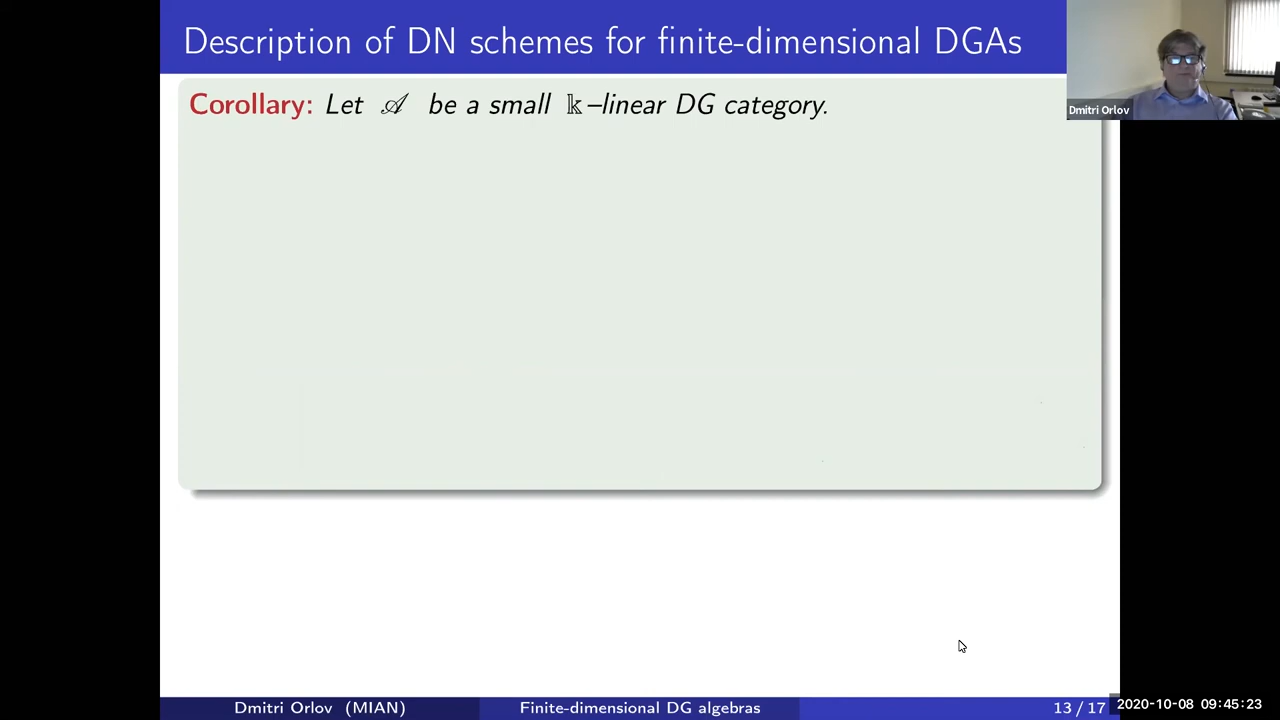 Description of DN schemes for finite-dimensional DGAs
Dmitri Orlov
Corollary: Let 𝒜 be a small 𝕜–linear DG category.
Dmitri Orlov (MIAN)
Finite-dimensional DG algebras
13 / 17
2020-10-08 09:45:23